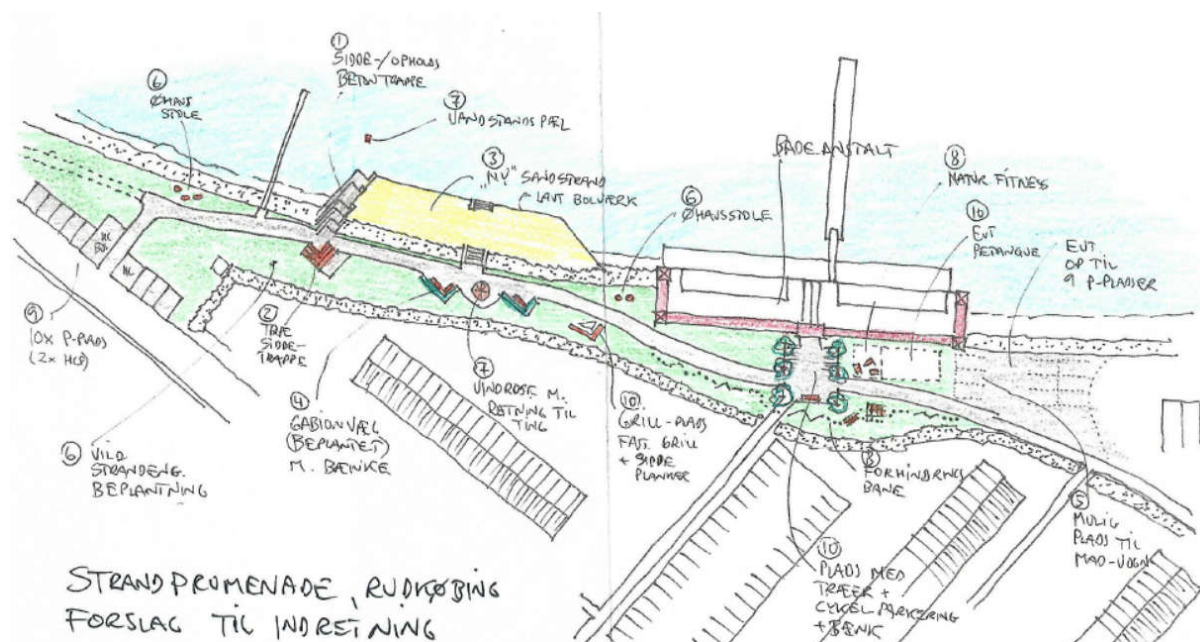 ①
SIDDE-/OPHOLDS
BETONTRAPPE
⑥
ØHAVS
STOLE
⑦
VANDSTANDSPÆL
③
"NY" SANDSTRAND
LAVT BOLVÆRK
⑥
ØHAVSSTOLE
BADEANSTALT
⑧
NATUR FITNESS
⑩
EVT
PETANQUE
EVT
OP TIL
9 P-PLADSER
HC
HC
⑨
10x P-PLADS
(2x HCP)
②
TRÆ
SIDDE-
TRAPPE
④
GABIONVÆG
(BEPLANTET)
M. BÆNKE
⑦
VINDROSE M.
RETNING TIL
TING
⑩
GRILL-PLADS
FAST. GRILL
+ SIDDE
PLANKER
⑧
FORHINDRINGS
BANE
⑤
MULIG
PLADS TIL
MAD-VOGN
⑥ VILD
STRANDENG.
BEPLANTNING
⑩
PLADS MED
TRÆER +
CYKEL PARKERING
+ BÆNK
STRANDPROMENADE, RUDKØBING
FORSLAG TIL INDRETNING